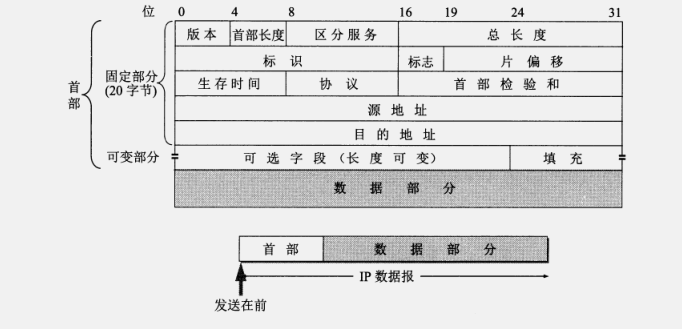 位 0 4 8 16 19 24 31
版本 首部长度 区分服务 总长度
标识 标志 片偏移
首部
固定部分
(20字节)
生存时间 协议 首部检验和
源地址
目的地址
可变部分 可选字段（长度可变） 填充
数据部分
首部 数据部分
IP数据报
发送在前